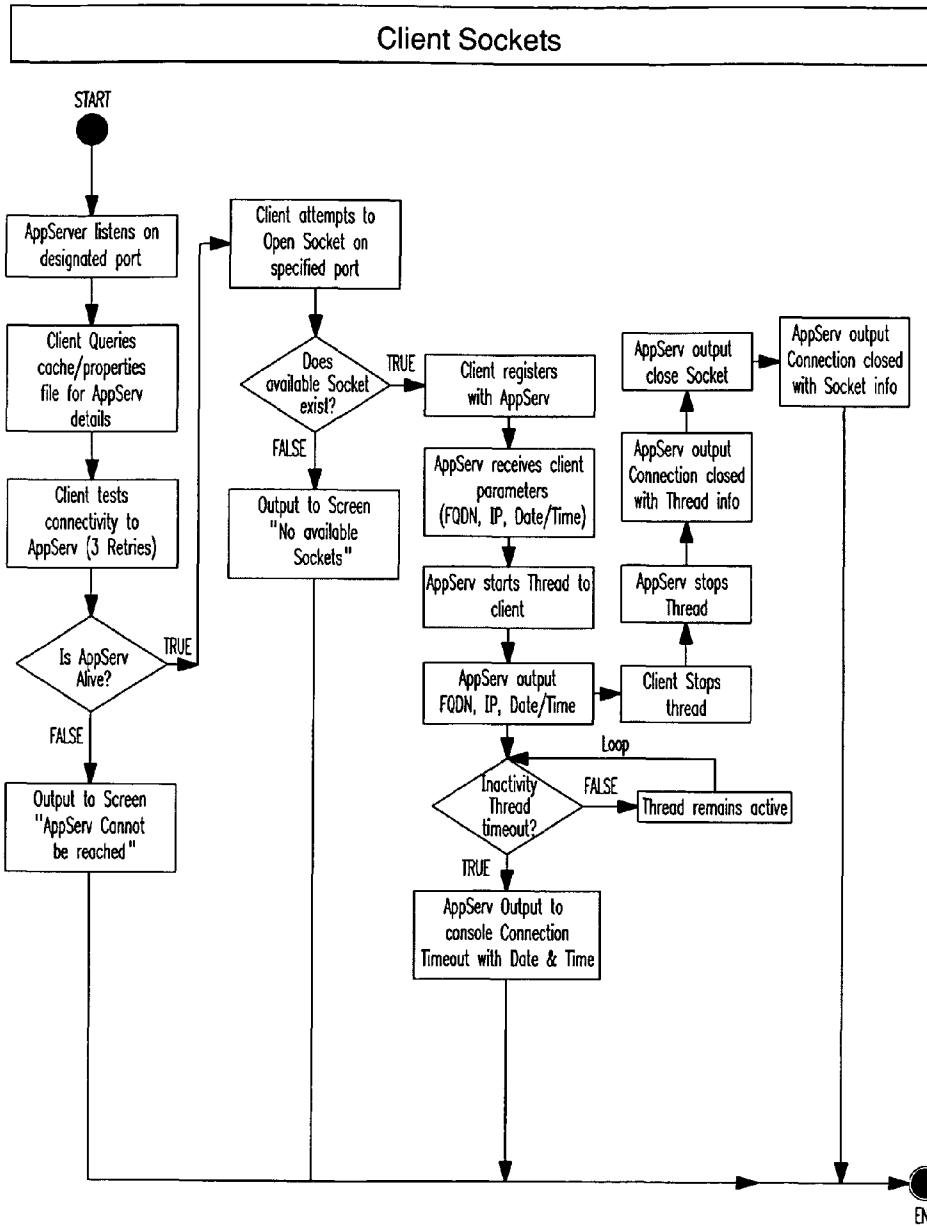 Client Sockets
START
AppServer listens on
designated port
Client Queries
cache/properties
file for AppServ
details
Client tests
connectivity to
AppServ (3 Retries)
Is AppServ
Alive?
TRUE
FALSE
Output to Screen
"AppServ Cannot
be reached"
Client attempts to
Open Socket on
specified port
Does
available Socket
exist?
TRUE
FALSE
Output to Screen
"No available
Sockets"
Client registers
with AppServ
AppServ receives client
parameters
(FQDN, IP, Date/Time)
AppServ starts Thread to
client
AppServ output
FQDN, IP, Date/Time
Inactivity
Thread
timeout?
Loop
FALSE
Thread remains active
TRUE
AppServ Output to
console Connection
Timeout with Date & Time
Client Stops
thread
AppServ stops
Thread
AppServ output
Connection closed
with Thread info
AppServ output
close Socket
AppServ output
Connection closed
with Socket info
EN